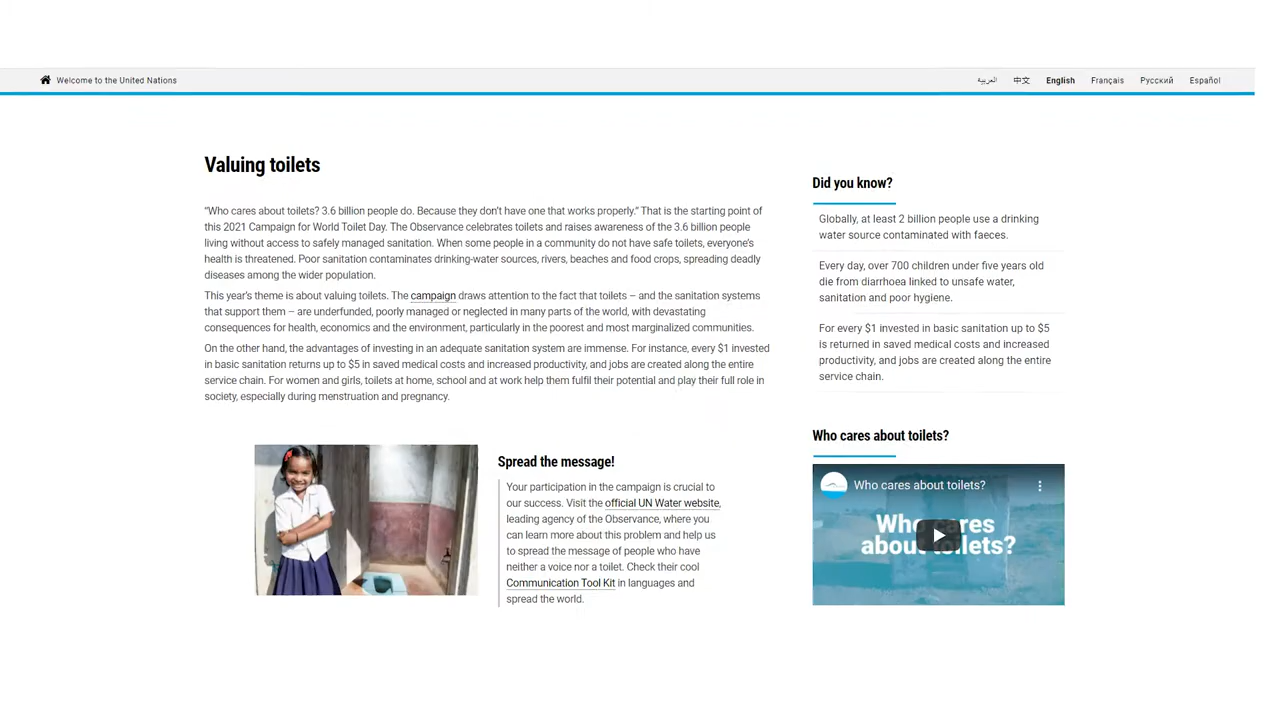 Welcome to the United Nations
العربية 中文 English Français Русский Español
Valuing toilets
“Who cares about toilets? 3.6 billion people do. Because they don’t have one that works properly.” That is the starting point of
this 2021 Campaign for World Toilet Day. The Observance celebrates toilets and raises awareness of the 3.6 billion people
living without access to safely managed sanitation. When some people in a community do not have safe toilets, everyone’s
health is threatened. Poor sanitation contaminates drinking-water sources, rivers, beaches and food crops, spreading deadly
diseases among the wider population.
This year’s theme is about valuing toilets. The campaign draws attention to the fact that toilets – and the sanitation systems
that support them – are underfunded, poorly managed or neglected in many parts of the world, with devastating
consequences for health, economics and the environment, particularly in the poorest and most marginalized communities.
On the other hand, the advantages of investing in an adequate sanitation system are immense. For instance, every $1 invested
in basic sanitation returns up to $5 in saved medical costs and increased productivity, and jobs are created along the entire
service chain. For women and girls, toilets at home, school and at work help them fulfil their potential and play their full role in
society, especially during menstruation and pregnancy.
Spread the message!
Your participation in the campaign is crucial to
our success. Visit the official UN Water website,
leading agency of the Observance, where you
can learn more about this problem and help us
to spread the message of people who have
neither a voice nor a toilet. Check their cool
Communication Tool Kit in languages and
spread the world.
Did you know?
Globally, at least 2 billion people use a drinking
water source contaminated with faeces.
Every day, over 700 children under five years old
die from diarrhoea linked to unsafe water,
sanitation and poor hygiene.
For every $1 invested in basic sanitation up to $5
is returned in saved medical costs and increased
productivity, and jobs are created along the entire
service chain.
Who cares about toilets?
Who cares about toilets?
Who cares
about toilets?